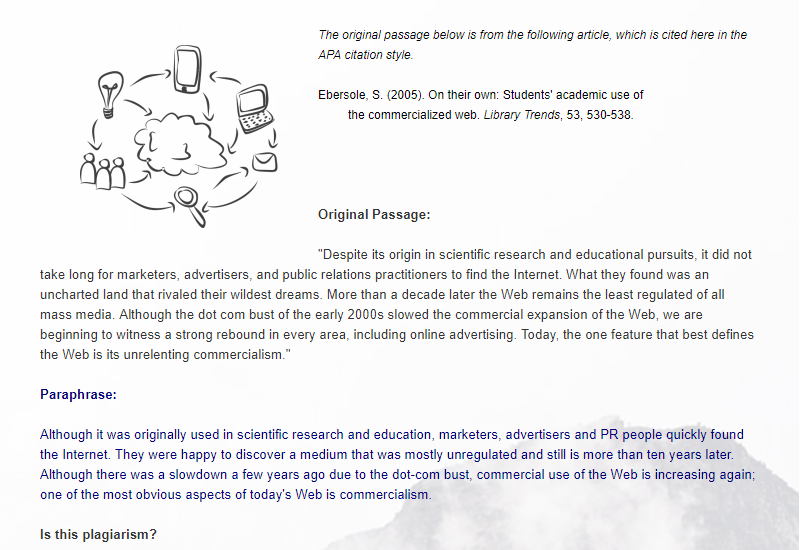 The original passage below is from the following article, which is cited here in the
APA citation style.
Ebersole, S. (2005). On their own: Students' academic use of
the commercialized web. Library Trends, 53, 530-538.
Original Passage:
"Despite its origin in scientific research and educational pursuits, it did not
take long for marketers, advertisers, and public relations practitioners to find the Internet. What they found was an
uncharted land that rivaled their wildest dreams. More than a decade later the Web remains the least regulated of all
mass media. Although the dot com bust of the early 2000s slowed the commercial expansion of the Web, we are
beginning to witness a strong rebound in every area, including online advertising. Today, the one feature that best defines
the Web is its unrelenting commercialism."
Paraphrase:
Although it was originally used in scientific research and education, marketers, advertisers and PR people quickly found
the Internet. They were happy to discover a medium that was mostly unregulated and still is more than ten years later.
Although there was a slowdown a few years ago due to the dot-com bust, commercial use of the Web is increasing again;
one of the most obvious aspects of today's Web is commercialism.
Is this plagiarism?